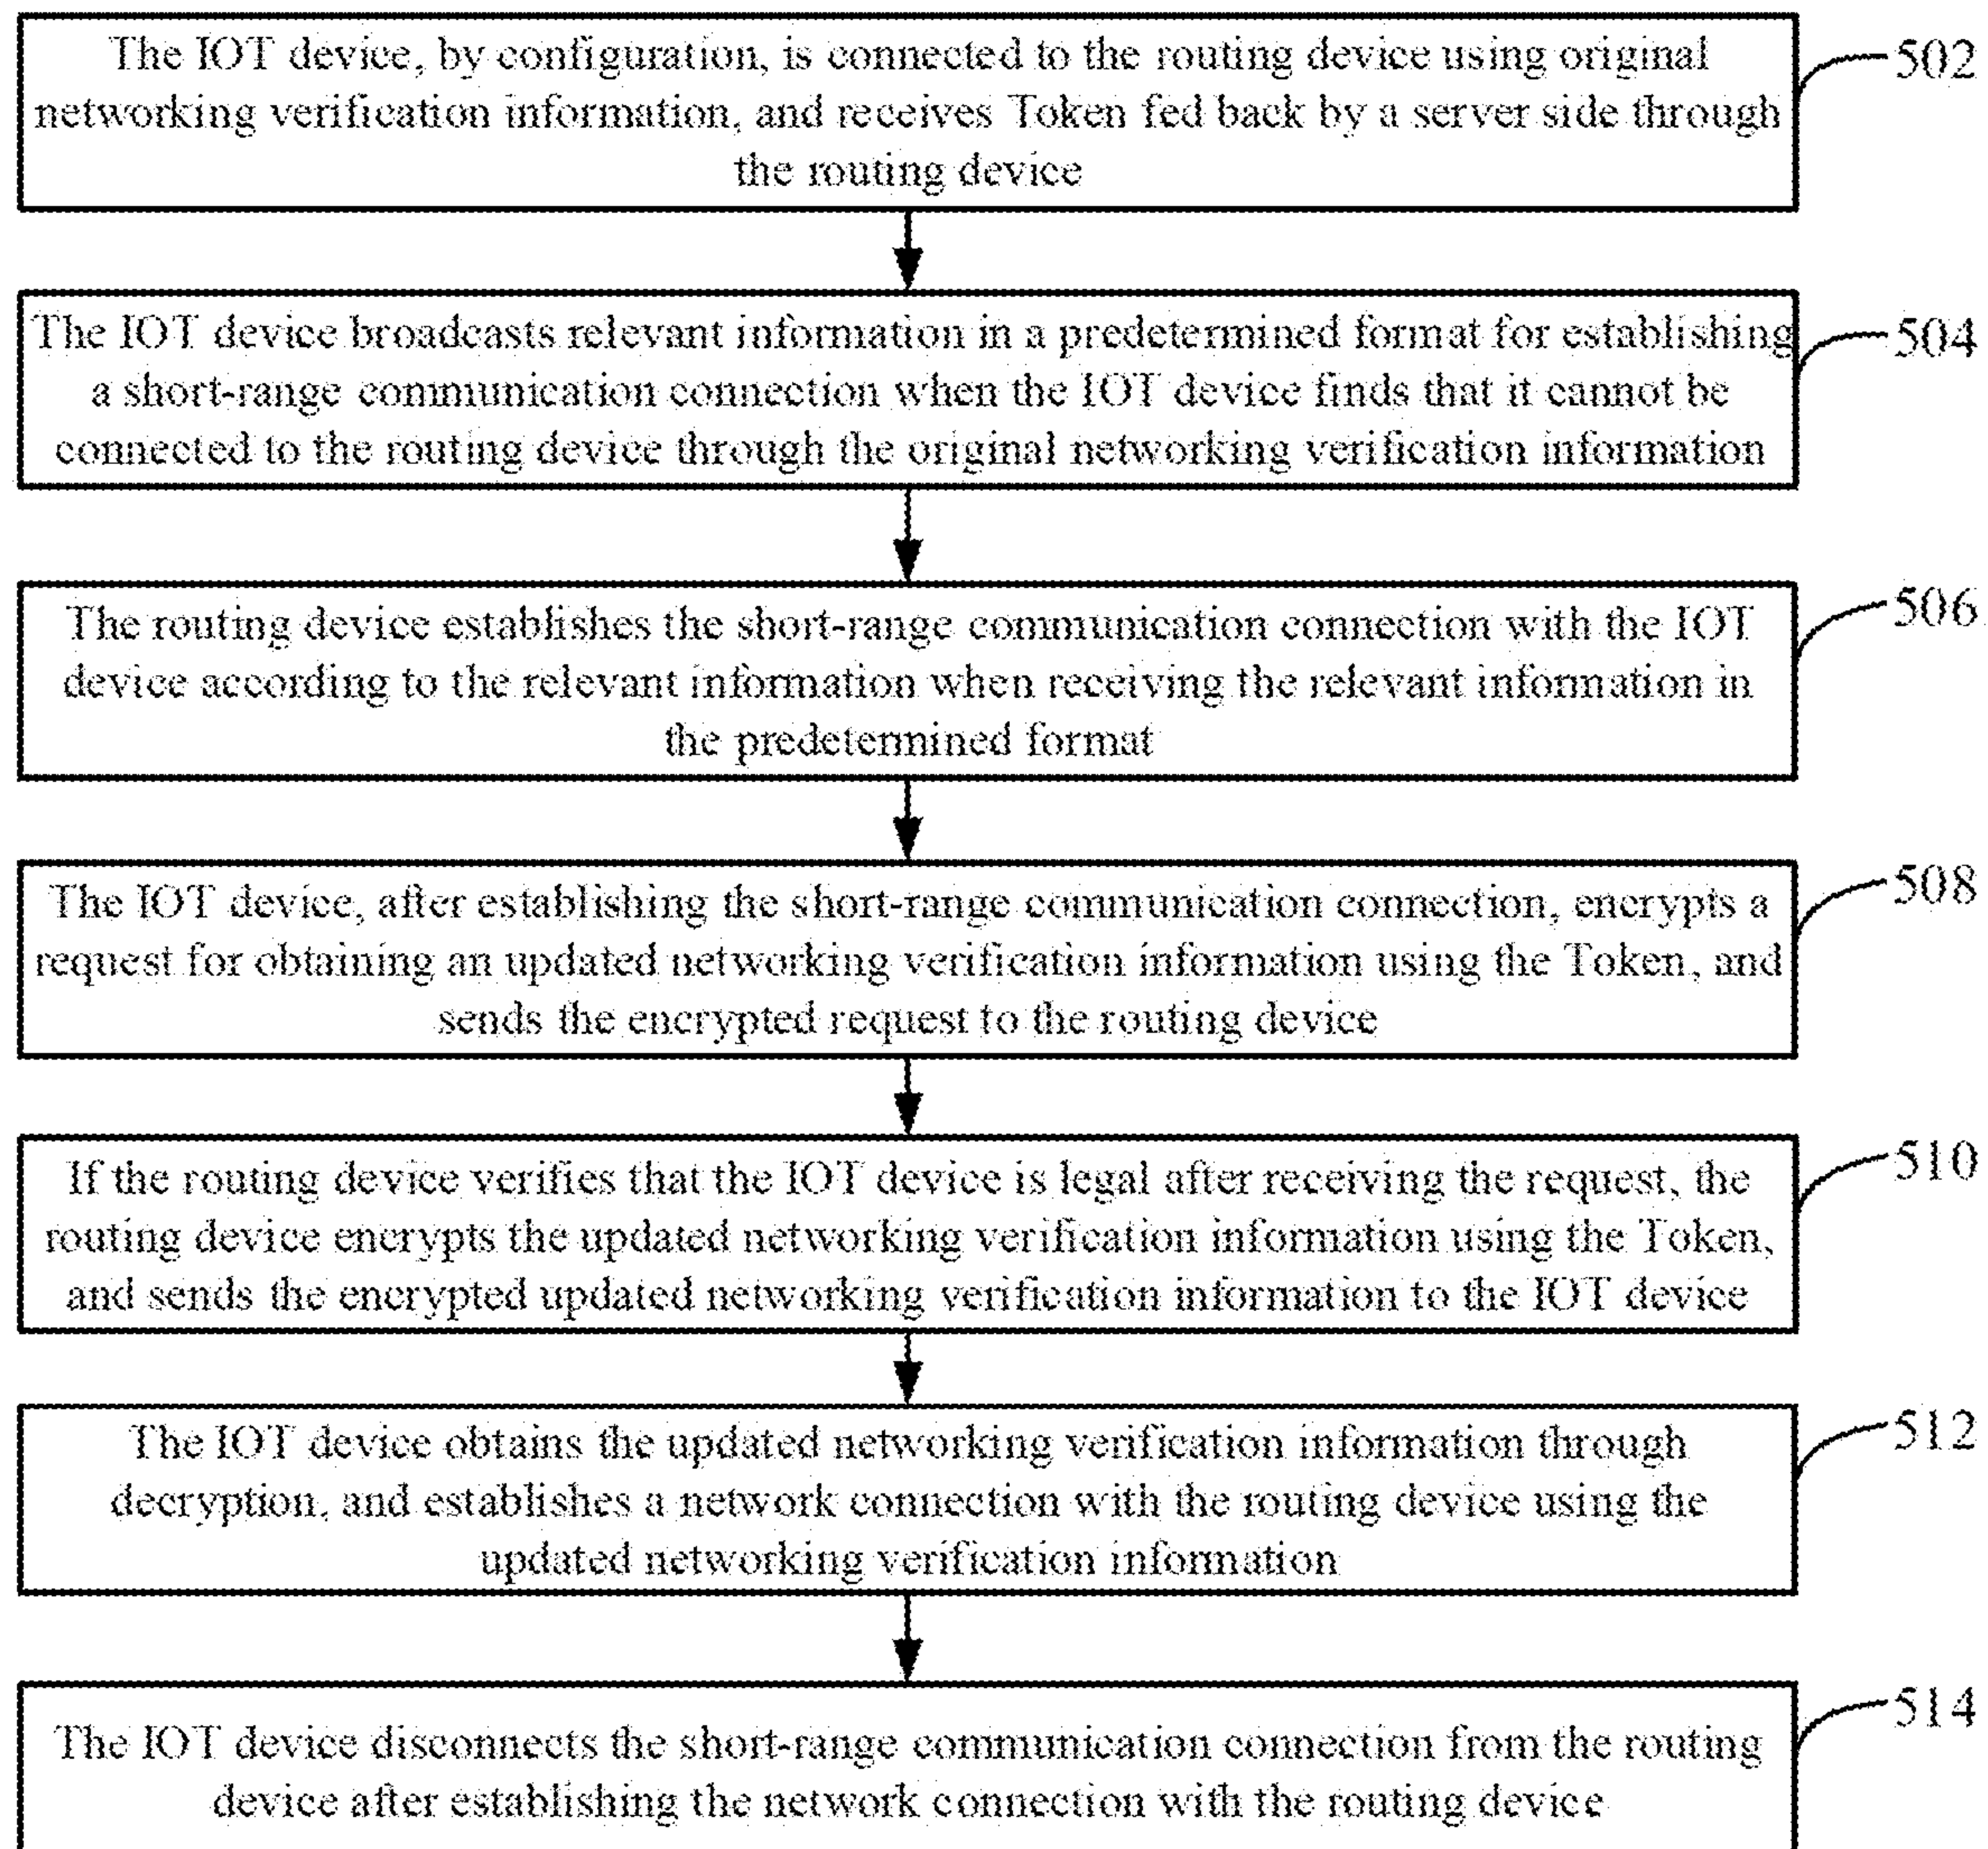 The IOT device, by configuration, is connected to the routing device using original
networking verification information, and receives Token fed back by a server side through
the routing device
502
The IOT device broadcasts relevant information in a predetermined format for establishing
a short-range communication connection when the IOT device finds that it cannot be
connected to the routing device through the original networking verification information
504
The routing device establishes the short-range communication connection with the IOT
device according to the relevant information when receiving the relevant information in
the predetermined format
506
The IOT device, after establishing the short-range communication connection, encrypts a
request for obtaining an updated networking verification information using the Token, and
sends the encrypted request to the routing device
508
If the routing device verifies that the IOT device is legal after receiving the request, the
routing device encrypts the updated networking verification information using the Token,
and sends the encrypted updated networking verification information to the IOT device
510
The IOT device obtains the updated networking verification information through
decryption, and establishes a network connection with the routing device using the
updated networking verification information
512
The IOT device disconnects the short-range communication connection from the routing
device after establishing the network connection with the routing device
514